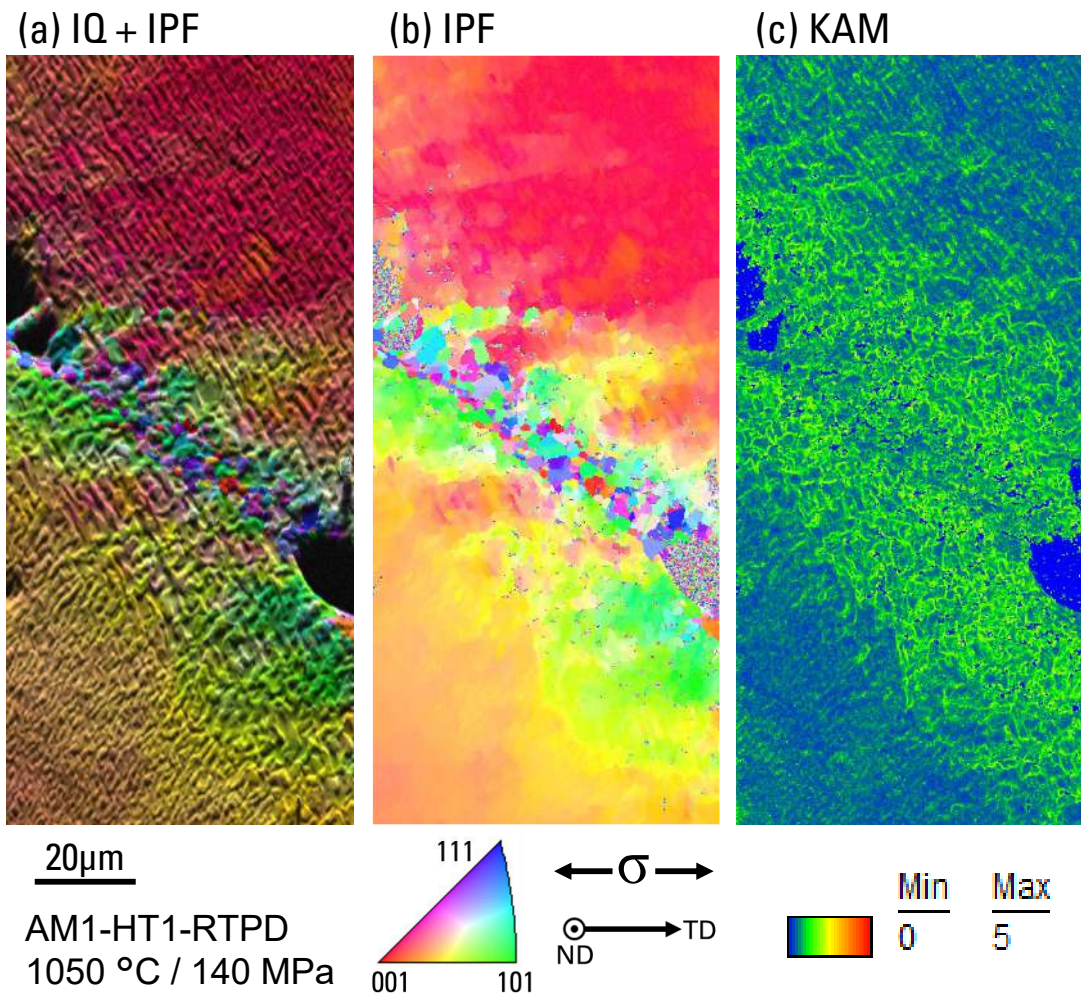 (a) IQ + IPF
(b) IPF
(c) KAM
20µm
AM1-HT1-RTPD
1050 °C / 140 MPa
111
001
101
σ
ND
TD
Min Max
0 5